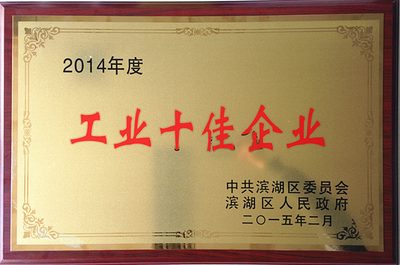 2014年度
工业十佳企业
中共滨湖区委员会
滨湖区人民政府
二〇一五年二月